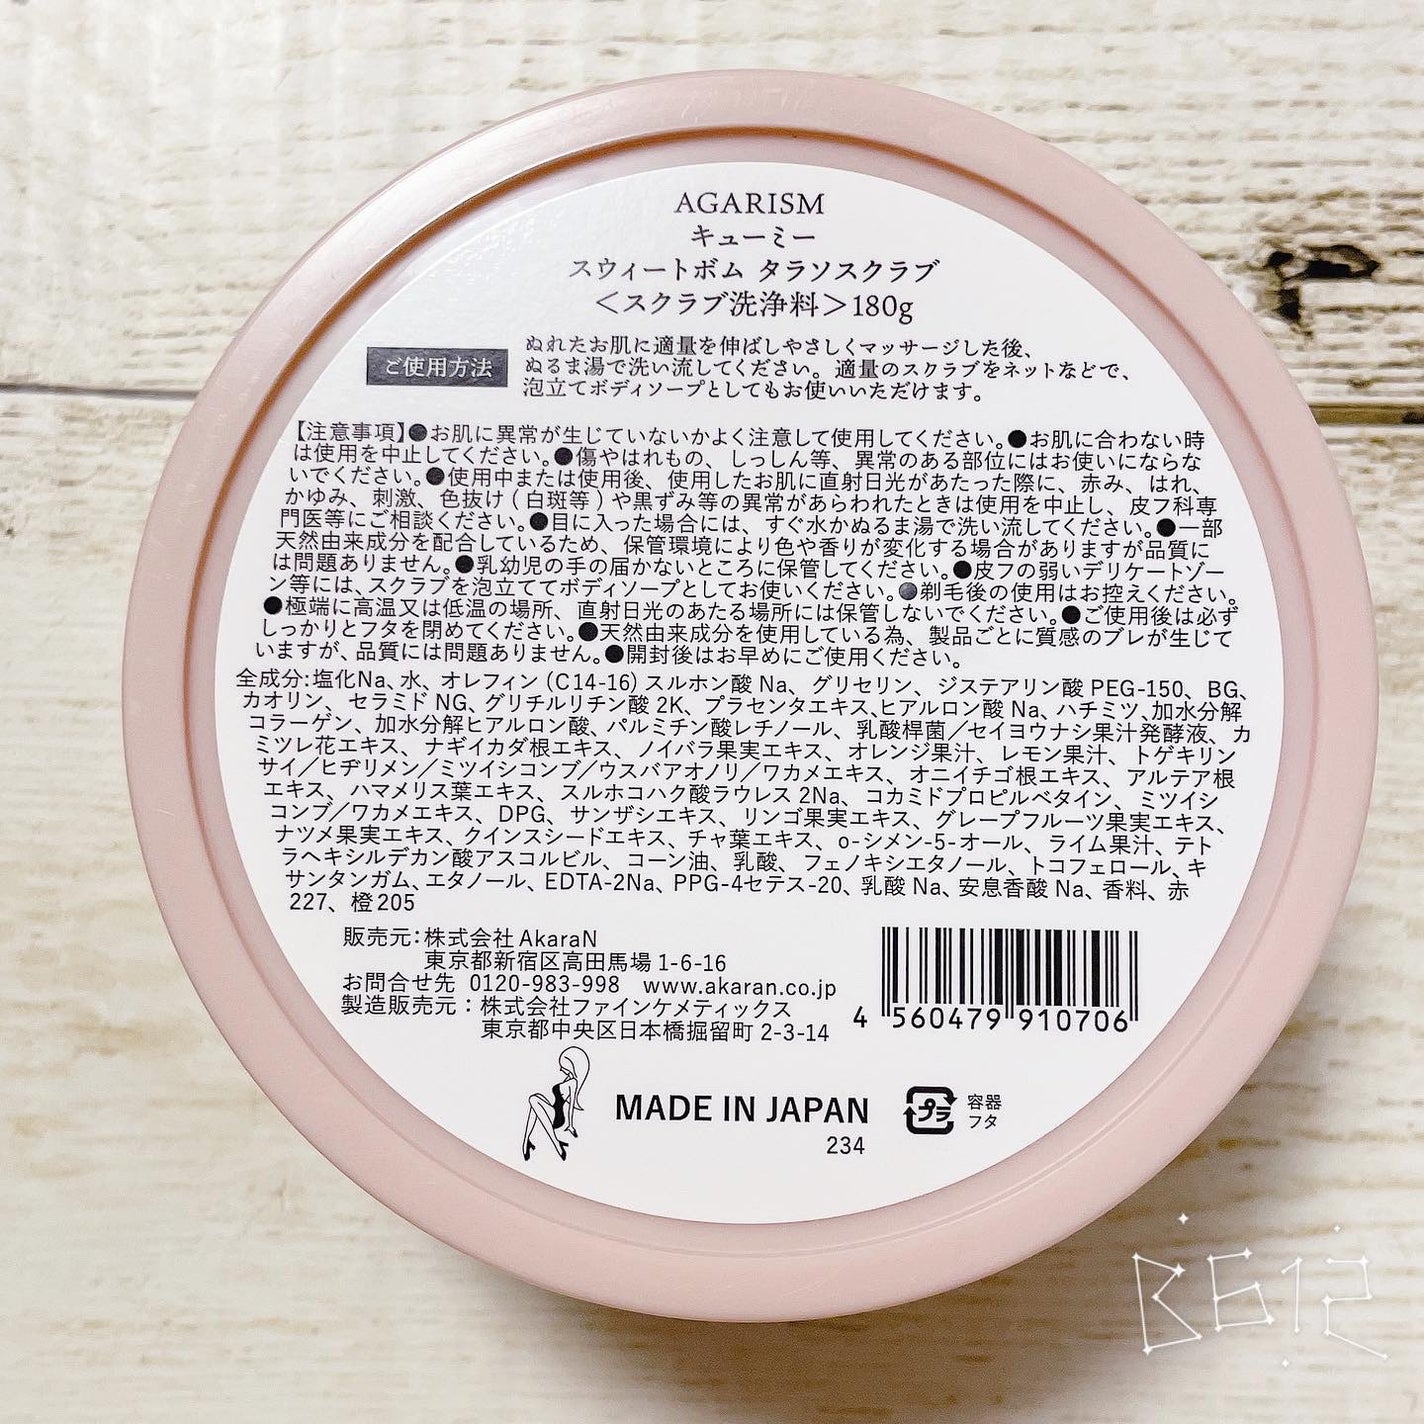 AGARISM
キューミー
スウィートボム タラソスクラブ
＜スクラブ洗浄料＞180g
ご使用方法
ぬれたお肌に適量を伸ばしやさしくマッサージした後、
ぬるま湯で洗い流してください。適量のスクラブをネットなどで、
泡立てボディソープとしてもお使いいただけます。
【注意事項】●お肌に異常が生じていないかよく注意して使用してください。●お肌に合わない時
は使用を中止してください。●傷やはれもの、しっしん等、異常のある部位にはお使いにならな
いでください。●使用中または使用後、使用したお肌に直射日光があたった際に、赤み、はれ、
かゆみ、刺激、色抜け(白斑等)や黒ずみ等の異常があらわれたときは使用を中止し、皮フ科専
門医等にご相談ください。●目に入った場合には、すぐ水かぬるま湯で洗い流してください。●一部
天然由来成分を配合しているため、保管環境により色や香りが変化する場合がありますが品質に
は問題ありません。●乳幼児の手の届かないところに保管してください。●皮フの弱いデリケートゾー
ン等には、スクラブを泡立ててボディソープとしてお使いください。●剃毛後の使用はお控えください。
●極端に高温又は低温の場所、直射日光のあたる場所には保管しないでください。●ご使用後は必ず
しっかりとフタを閉めてください。●天然由来成分を使用している為、製品ごとに質感のブレが生じて
いますが、品質には問題ありません。●開封後はお早めにご使用ください。
全成分:塩化Na、水、オレフィン(C14-16)スルホン酸Na、グリセリン、ジステアリン酸PEG-150、BG、
カオリン、セラミドNG、グリチルリチン酸2K、プラセンタエキス、ヒアルロン酸Na、ハチミツ、加水分解
コラーゲン、加水分解ヒアルロン酸、パルミチン酸レチノール、乳酸桿菌／セイヨウナシ果汁発酵液、カ
ミツレ花エキス、ナギイカダ根エキス、ノイバラ果実エキス、オレンジ果汁、レモン果汁、トゲキリン
サイ／ヒヂリメン／ミツイシコンブ／ウスバアオノリ／ワカメエキス、オニイチゴ根エキス、アルテア根
エキス、ハマメリス葉エキス、スルホコハク酸ラウレス2Na、コカミドプロピルベタイン、ミツイシ
コンブ／ワカメエキス、DPG、サンザシエキス、リンゴ果実エキス、グレープフルーツ果実エキス、
ナツメ果実エキス、クインスシードエキス、チャ葉エキス、o-シメン-5-オール、ライム果汁、テト
ラヘキシルデカン酸アスコルビル、コーン油、乳酸、フェノキシエタノール、トコフェロール、キ
サンタンガム、エタノール、EDTA-2Na、PPG-4セテス-20、乳酸Na、安息香酸Na、香料、赤
227、橙205
販売元：株式会社AkaraN
東京都新宿区高田馬場1-6-16
お問合せ先 0120-983-998 www.akaran.co.jp
製造販売元：株式会社ファインケメティックス
東京都中央区日本橋掘留町2-3-14
4 560479 910706
MADE IN JAPAN
234
プラ
容器
フタ
B612